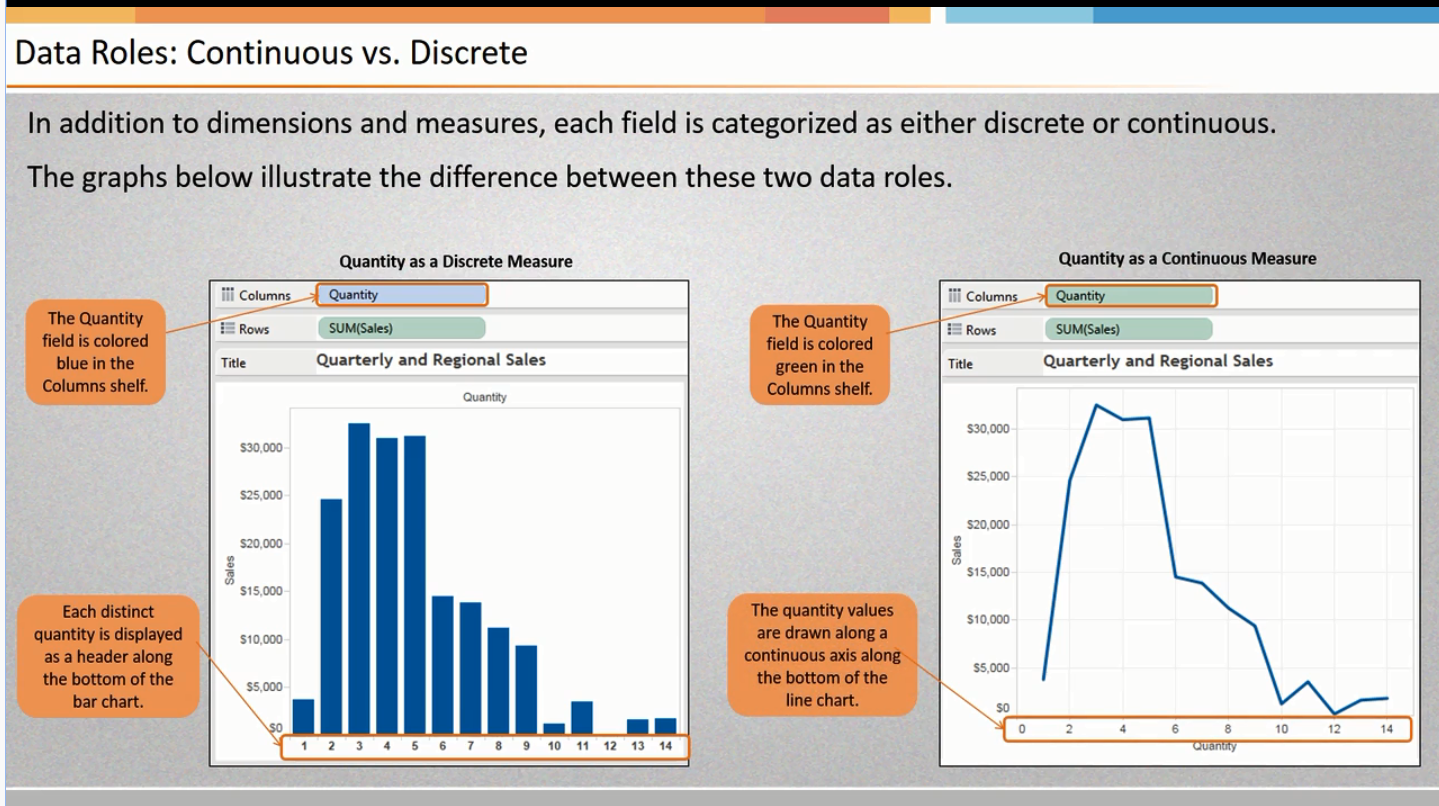 Data Roles: Continuous vs. Discrete
In addition to dimensions and measures, each field is categorized as either discrete or continuous.
The graphs below illustrate the difference between these two data roles.
Quantity as a Discrete Measure
The Quantity
field is colored
blue in the
Columns shelf.
Columns
Quantity
Rows
SUM(Sales)
Title
Quarterly and Regional Sales
Quantity
$30,000
$25,000
$20,000
$15,000
$10,000
$5,000
$0
Sales
1 2 3 4 5 6 7 8 9 10 11 12 13 14
Each distinct
quantity is displayed
as a header along
the bottom of the
bar chart.
Quantity as a Continuous Measure
The Quantity
field is colored
green in the
Columns shelf.
Columns
Quantity
Rows
SUM(Sales)
Title
Quarterly and Regional Sales
$30,000
$25,000
$20,000
$15,000
$10,000
$5,000
$0
Sales
0 2 4 6 8 10 12 14
Quantity
The quantity values
are drawn along a
continuous axis along
the bottom of the
line chart.